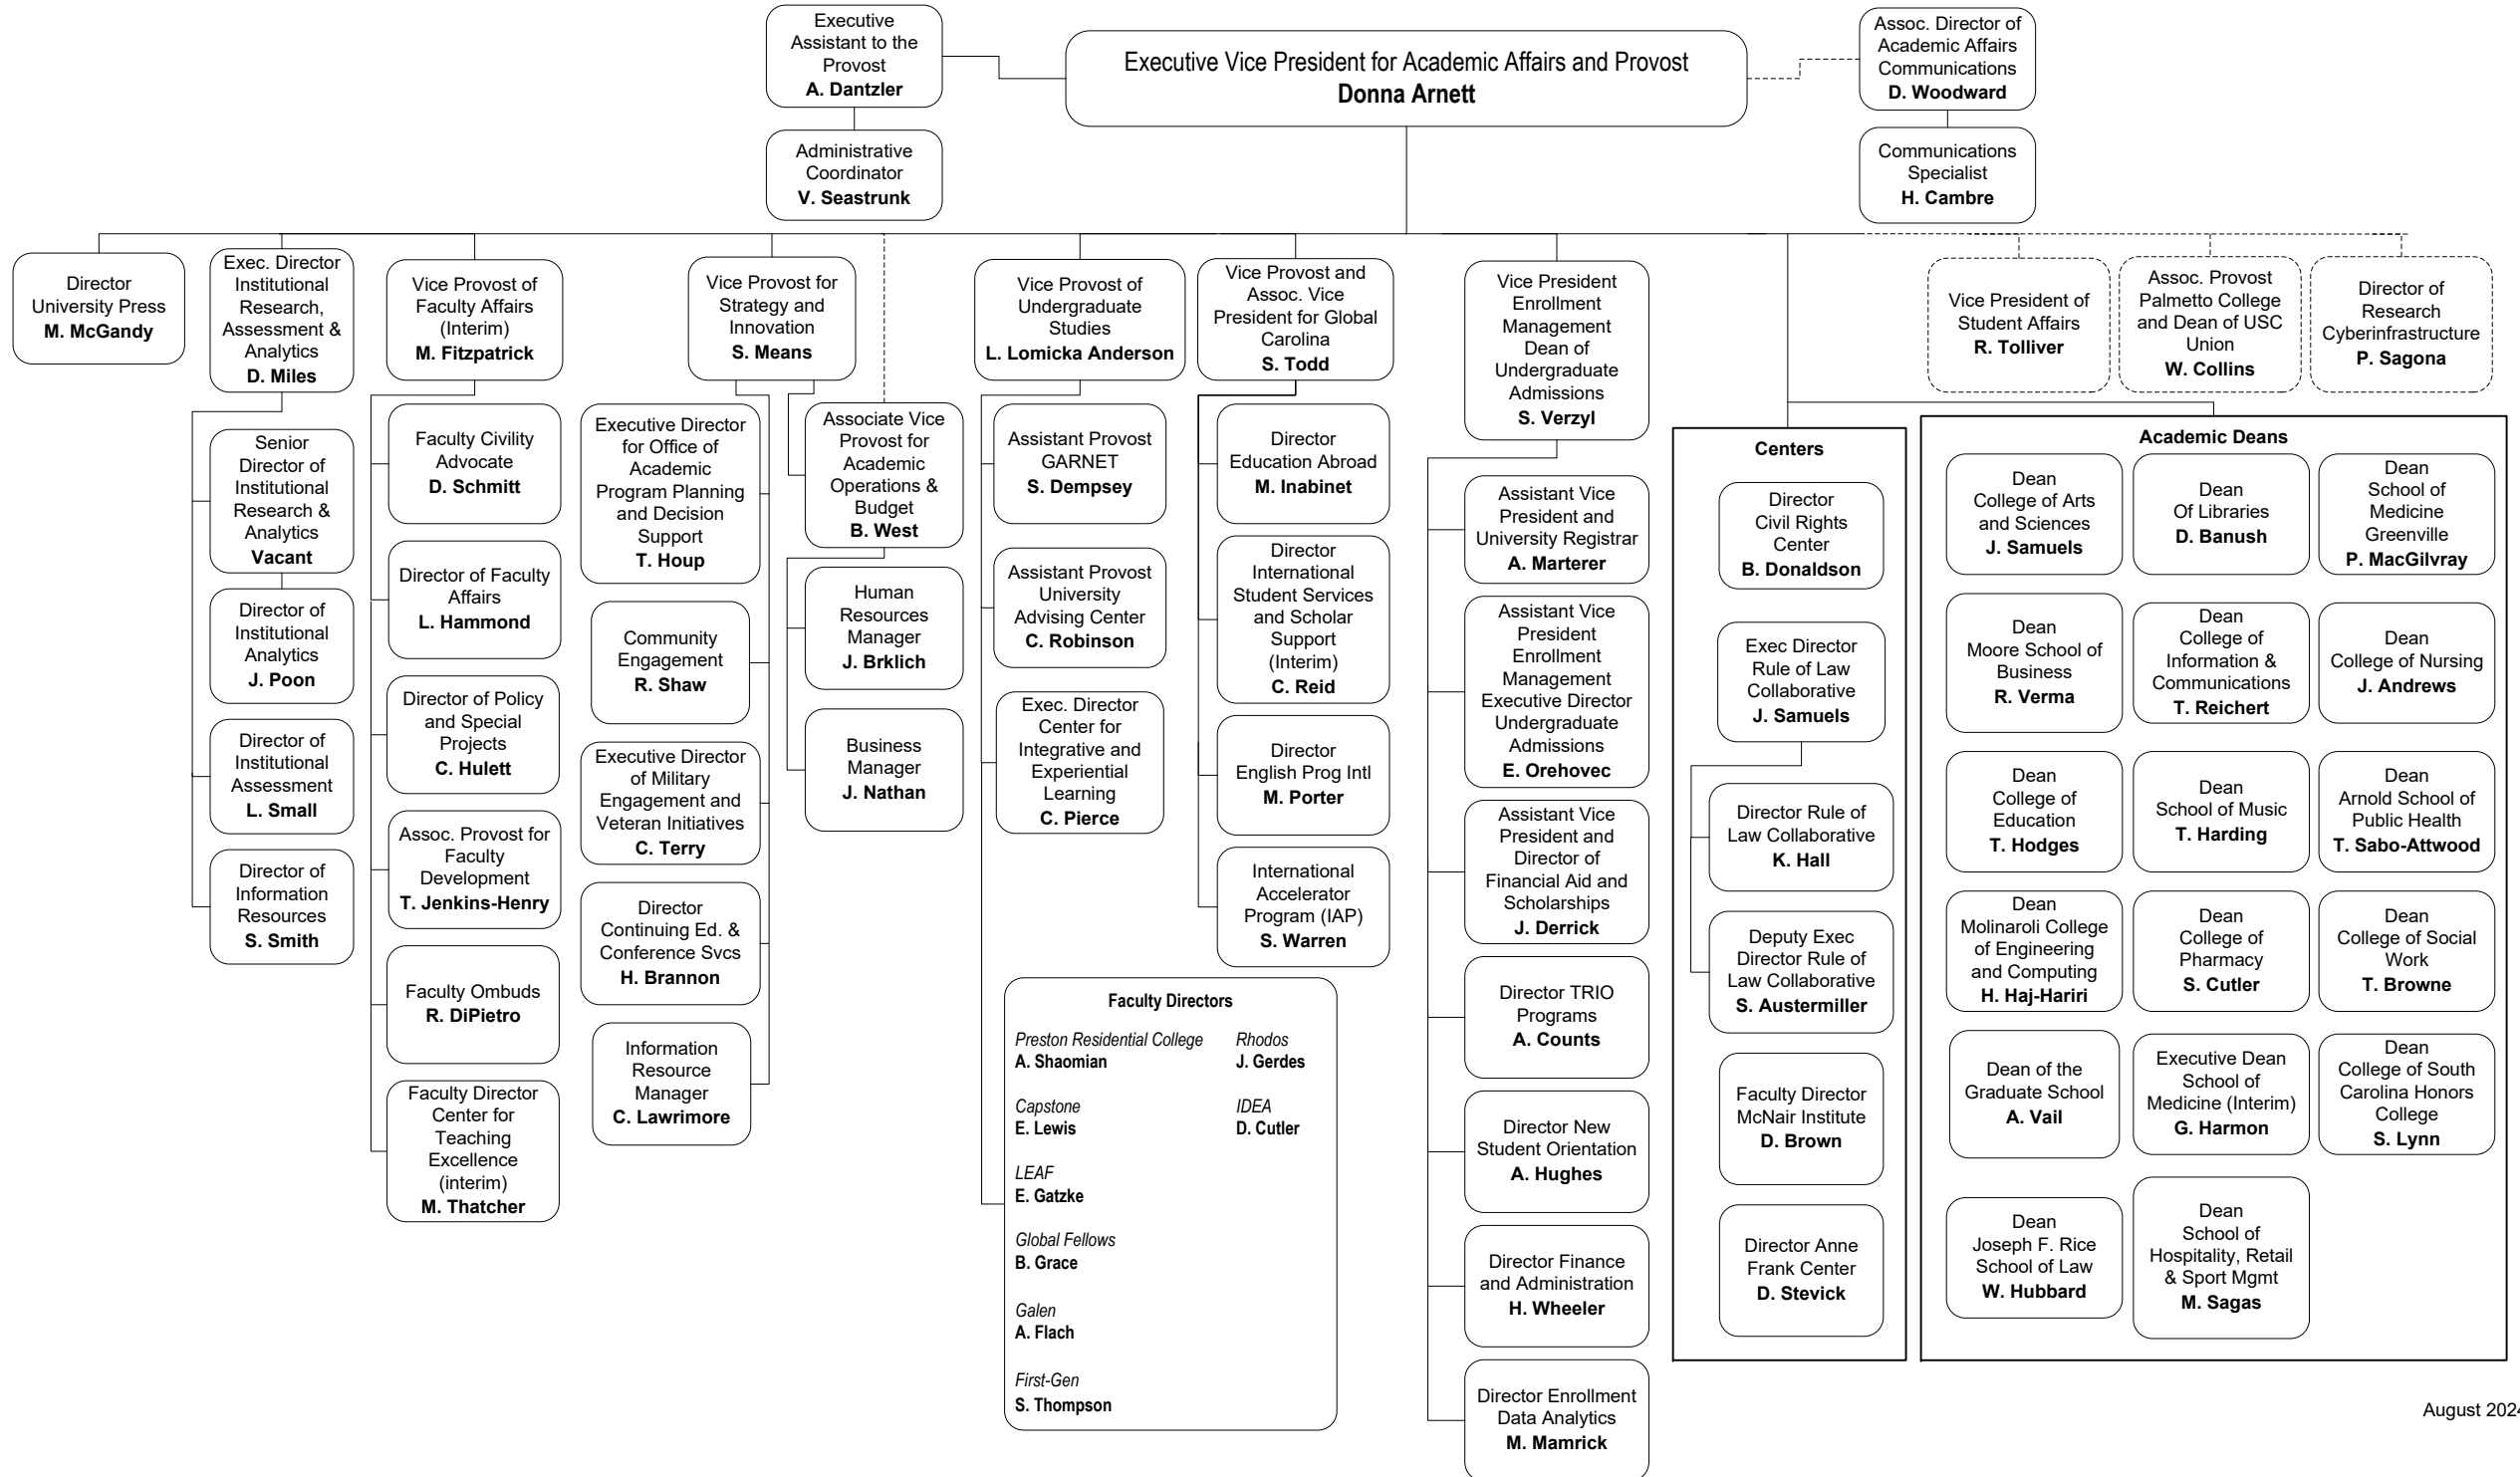 Executive
Assistant to the
Provost
A. Dantzler
Administrative
Coordinator
V. Seastrunk
Executive Vice President for Academic Affairs and Provost
Donna Arnett
Assoc. Director of
Academic Affairs
Communications
D. Woodward
Communications
Specialist
H. Cambre
Director
University Press
M. McGandy
Exec. Director
Institutional
Research,
Assessment &
Analytics
D. Miles
Senior
Director of
Institutional
Research &
Analytics
Vacant
Director of
Institutional
Analytics
J. Poon
Director of
Institutional
Assessment
L. Small
Director of
Information
Resources
S. Smith
Vice Provost of
Faculty Affairs
(Interim)
M. Fitzpatrick
Faculty Civility
Advocate
D. Schmitt
Director of Faculty
Affairs
L. Hammond
Director of Policy
and Special
Projects
C. Hulett
Assoc. Provost for
Faculty
Development
T. Jenkins-Henry
Faculty Ombuds
R. DiPietro
Faculty Director
Center for
Teaching
Excellence
(interim)
M. Thatcher
Vice Provost for
Strategy and
Innovation
S. Means
Executive Director
for Office of
Academic
Program Planning
and Decision
Support
T. Houp
Community
Engagement
R. Shaw
Executive Director
of Military
Engagement and
Veteran Initiatives
C. Terry
Director
Continuing Ed. &
Conference Svcs
H. Brannon
Information
Resource
Manager
C. Lawrimore
Associate Vice
Provost for
Academic
Operations &
Budget
B. West
Human
Resources
Manager
J. Brklich
Business
Manager
J. Nathan
Vice Provost of
Undergraduate
Studies
L. Lomicka Anderson
Assistant Provost
GARNET
S. Dempsey
Assistant Provost
University
Advising Center
C. Robinson
Exec. Director
Center for
Integrative and
Experiential
Learning
C. Pierce
Faculty Directors
Preston Residential College
A. Shaomian
Capstone
E. Lewis
LEAF
E. Gatzke
Global Fellows
B. Grace
Galen
A. Flach
First-Gen
S. Thompson
Rhodos
J. Gerdes
IDEA
D. Cutler
Vice Provost and
Assoc. Vice
President for Global
Carolina
S. Todd
Director
Education Abroad
M. Inabinet
Director
International
Student Services
and Scholar
Support
(Interim)
C. Reid
Director
English Prog Intl
M. Porter
International
Accelerator
Program (IAP)
S. Warren
Vice President
Enrollment
Management
Dean of
Undergraduate
Admissions
S. Verzyl
Assistant Vice
President and
University Registrar
A. Marterer
Assistant Vice
President
Enrollment
Management
Executive Director
Undergraduate
Admissions
E. Orehovec
Assistant Vice
President and
Director of
Financial Aid and
Scholarships
J. Derrick
Director TRIO
Programs
A. Counts
Director New
Student Orientation
A. Hughes
Director Finance
and Administration
H. Wheeler
Director Enrollment
Data Analytics
M. Mamrick
Centers
Director
Civil Rights
Center
B. Donaldson
Exec Director
Rule of Law
Collaborative
J. Samuels
Director Rule of
Law Collaborative
K. Hall
Deputy Exec
Director Rule of
Law Collaborative
S. Austermiller
Faculty Director
McNair Institute
D. Brown
Director Anne
Frank Center
D. Stevick
Vice President of
Student Affairs
R. Tolliver
Assoc. Provost
Palmetto College
and Dean of USC
Union
W. Collins
Director of
Research
Cyberinfrastructure
P. Sagona
Academic Deans
Dean
College of Arts
and Sciences
J. Samuels
Dean
Of Libraries
D. Banush
Dean
School of
Medicine
Greenville
P. MacGilvray
Dean
Moore School of
Business
R. Verma
Dean
College of
Information &
Communications
T. Reichert
Dean
College of Nursing
J. Andrews
Dean
College of
Education
T. Hodges
Dean
School of Music
T. Harding
Dean
Arnold School of
Public Health
T. Sabo-Attwood
Dean
Molinaroli College
of Engineering
and Computing
H. Haj-Hariri
Dean
College of
Pharmacy
S. Cutler
Dean
College of Social
Work
T. Browne
Dean of the
Graduate School
A. Vail
Executive Dean
School of
Medicine (Interim)
G. Harmon
Dean
College of South
Carolina Honors
College
S. Lynn
Dean
Joseph F. Rice
School of Law
W. Hubbard
Dean
School of
Hospitality, Retail
& Sport Mgmt
M. Sagas
August 2024